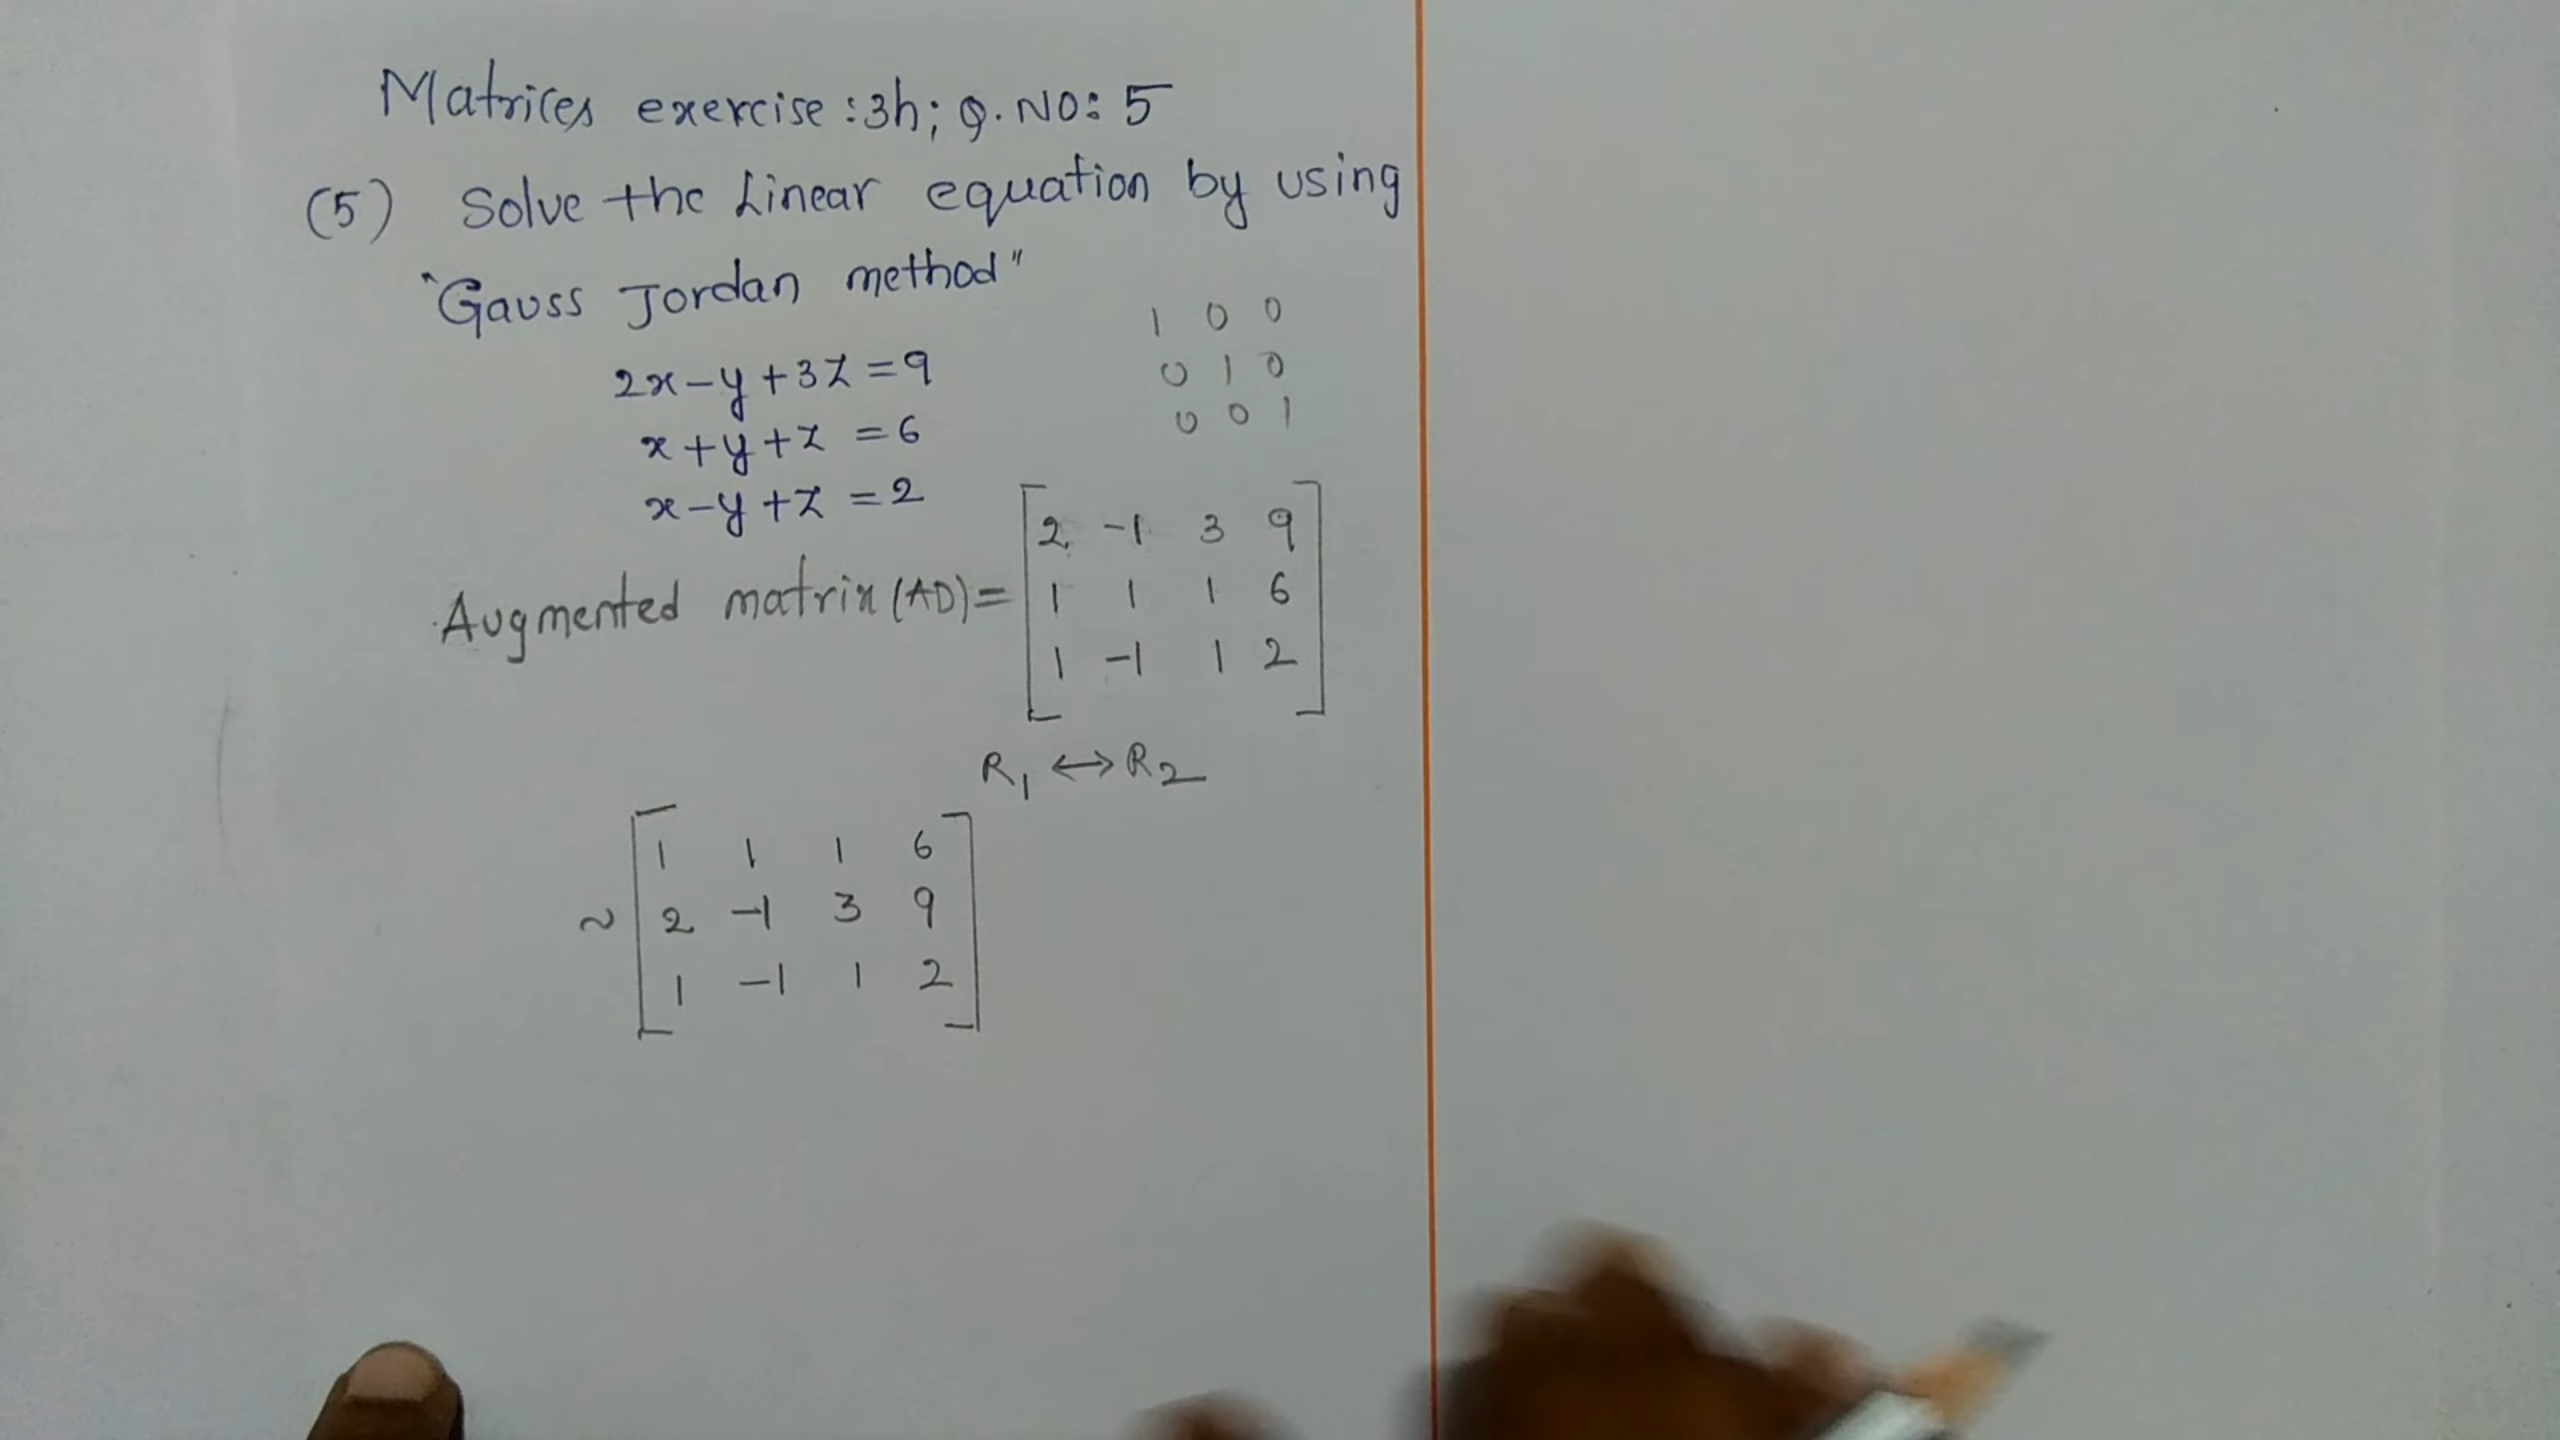 Matrices exercise:3h; Q.NO: 5
(5) Solve the Linear equation by using
"Gauss Jordan method"
1 0 0
0 1 0
0 0 1
2x-y+3z=9
x+y+z =6
x-y+z =2
Augmented matrix (AD)=
2 -1 3 9
1 1 1 6
1 -1 1 2
R1 ↔ R2
~
1 1 1 6
2 -1 3 9
1 -1 1 2